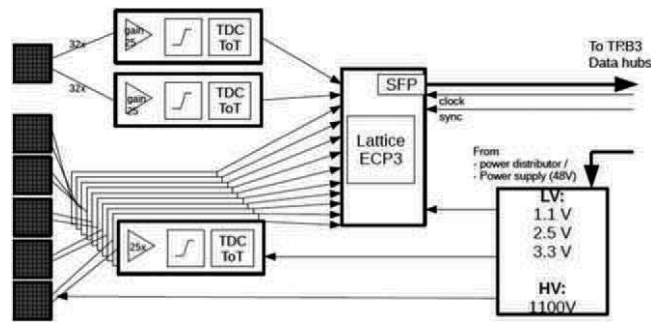 32x
gain
25
TDC
ToT
32x
gain
25
TDC
ToT
SFP
Lattice
ECP3
To TRB3
Data hubs
clock
sync
From
- power distributor /
- Power supply (48V)
LV:
1.1 V
2.5 V
3.3 V
HV:
1100V
25x
TDC
ToT